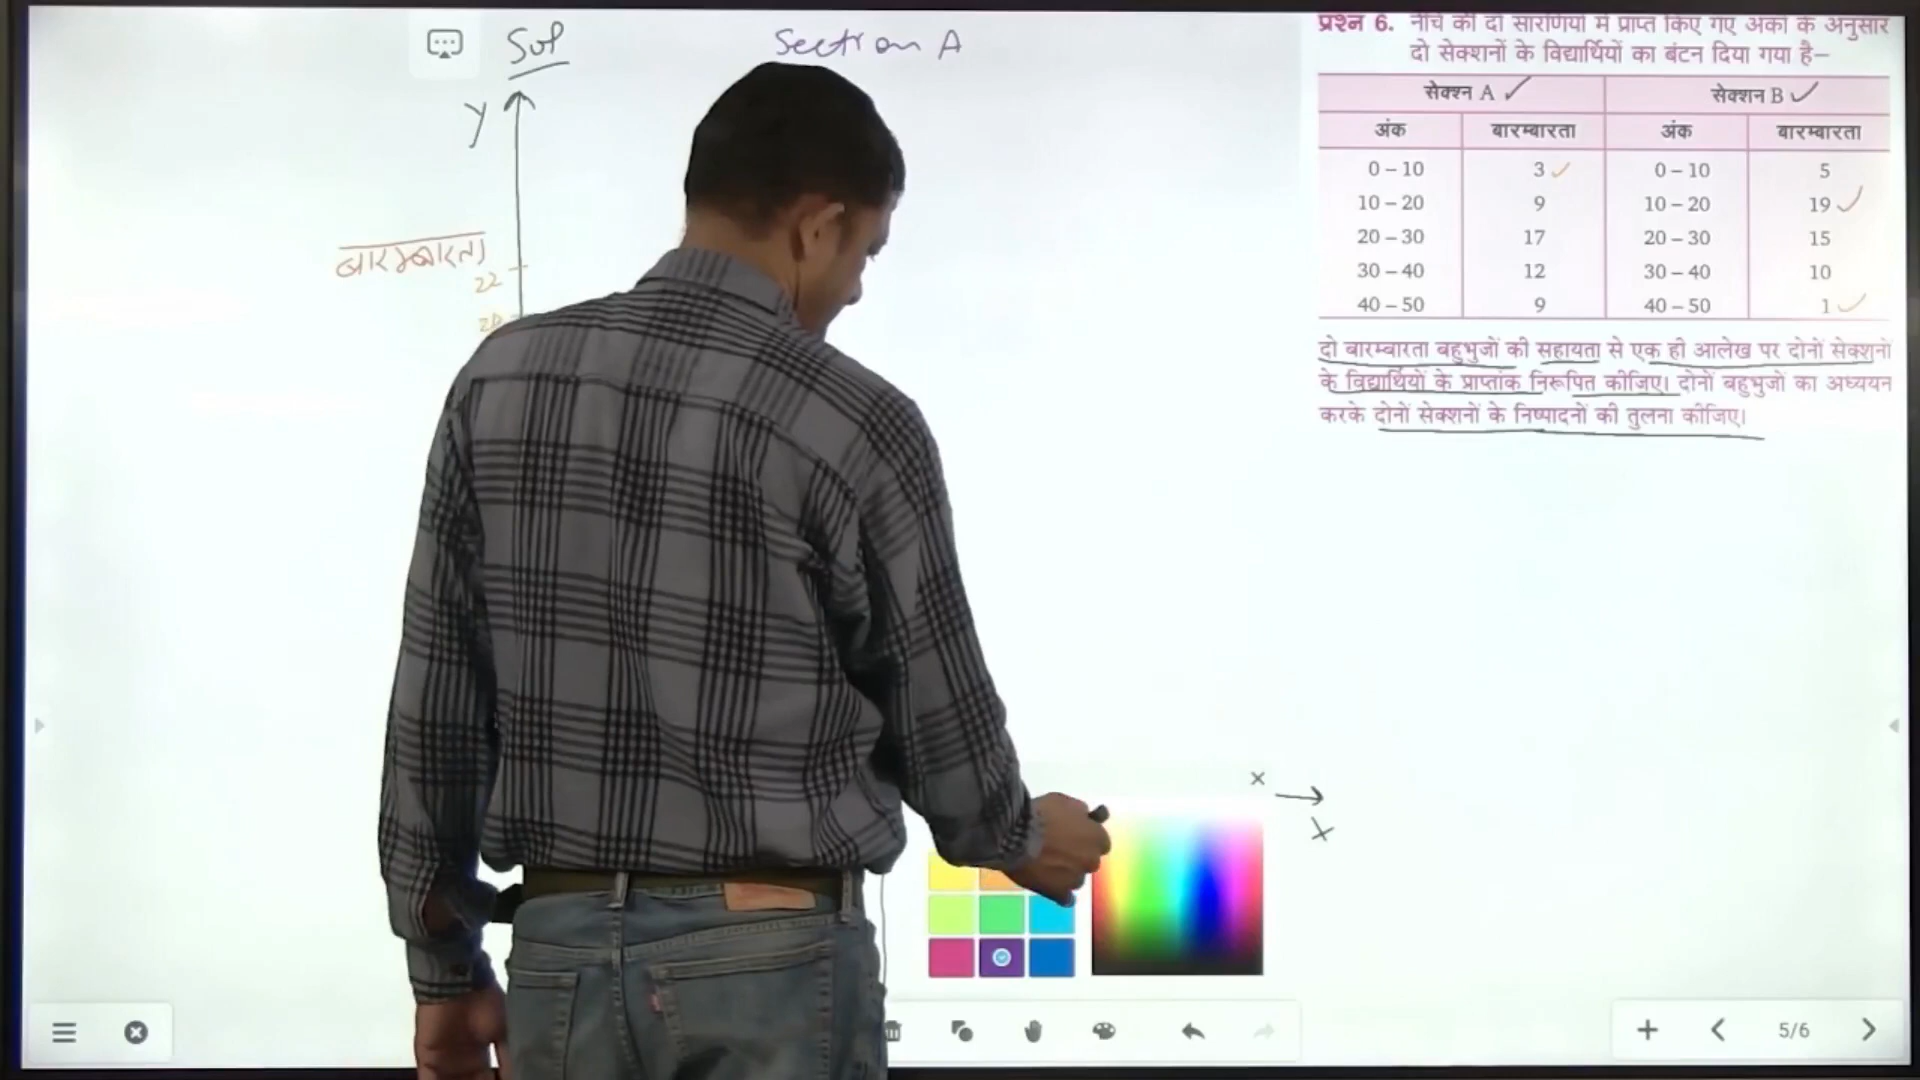 Sol
Section A
y
बारम्बारता
22
20
x
प्रश्न 6. नीचे की दो सारणियों में प्राप्त किए गए अंकों के अनुसार
दो सेक्शनों के विद्यार्थियों का बंटन दिया गया है–
सेक्शन A सेक्शन B
अंक बारम्बारता अंक बारम्बारता
0 – 10 3 0 – 10 5
10 – 20 9 10 – 20 19
20 – 30 17 20 – 30 15
30 – 40 12 30 – 40 10
40 – 50 9 40 – 50 1
दो बारम्बारता बहुभुजों की सहायता से एक ही आलेख पर दोनों सेक्शनों
के विद्यार्थियों के प्राप्तांक निरूपित कीजिए। दोनों बहुभुजों का अध्ययन
करके दोनों सेक्शनों के निष्पादनों की तुलना कीजिए।
5/6